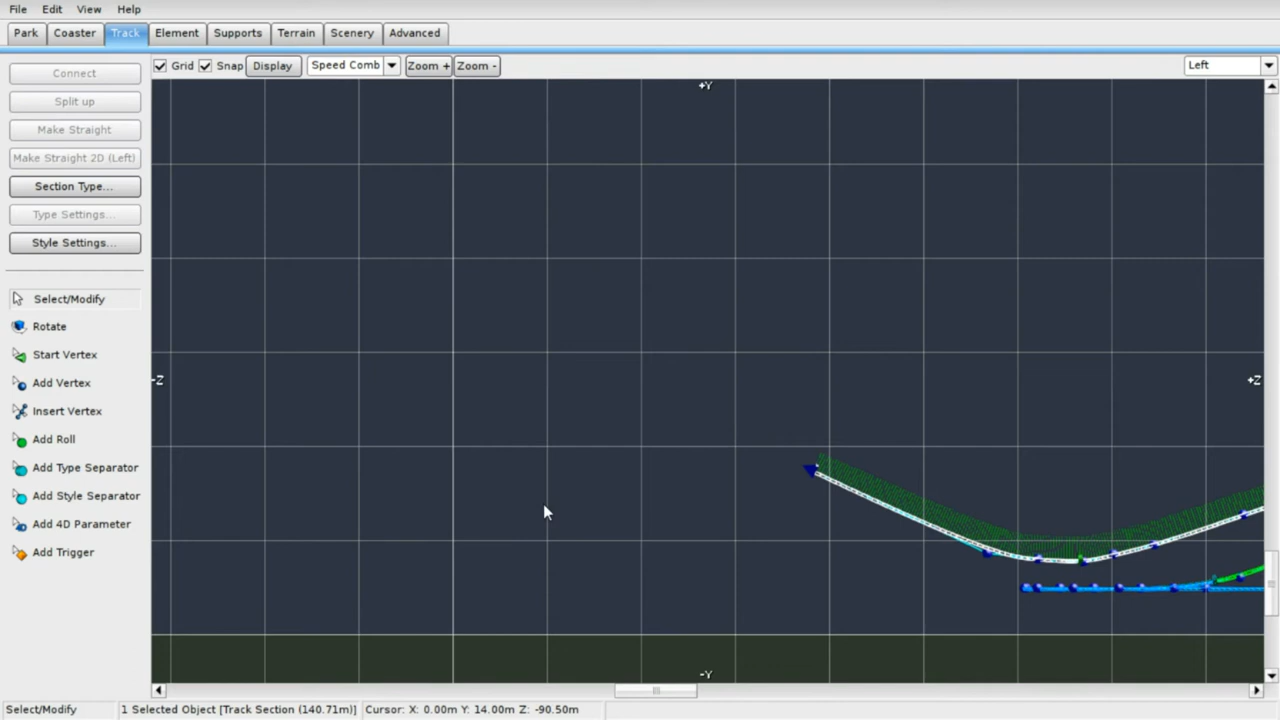 File Edit View Help
Park Coaster Track Element Supports Terrain Scenery Advanced
Connect
Grid Snap Display Speed Comb Zoom + Zoom - Left
+Y
Split up
Make Straight
Make Straight 2D (Left)
Section Type...
Type Settings...
Style Settings...
Select/Modify
Rotate
Start Vertex
Add Vertex
-Z +Z
Insert Vertex
Add Roll
Add Type Separator
Add Style Separator
Add 4D Parameter
Add Trigger
-Y
Select/Modify 1 Selected Object [Track Section (140.71m)] Cursor: X: 0.00m Y: 14.00m Z: -90.50m